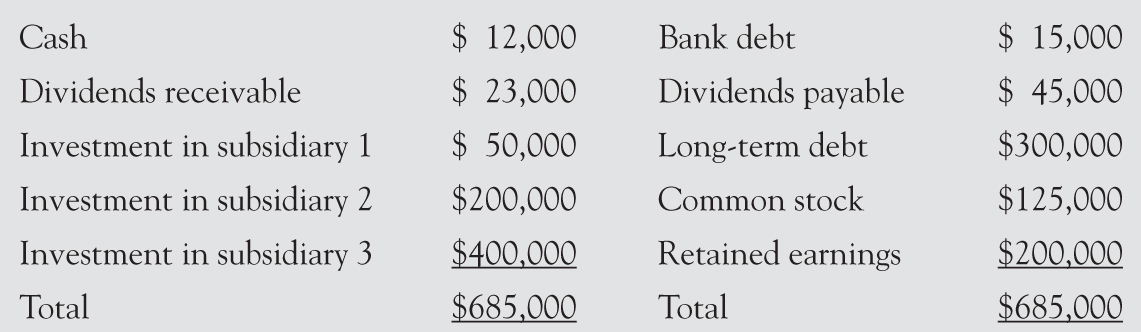 Cash $ 12,000 Bank debt $ 15,000
Dividends receivable $ 23,000 Dividends payable $ 45,000
Investment in subsidiary 1 $ 50,000 Long-term debt $300,000
Investment in subsidiary 2 $200,000 Common stock $125,000
Investment in subsidiary 3 $400,000 Retained earnings $200,000
Total $685,000 Total $685,000